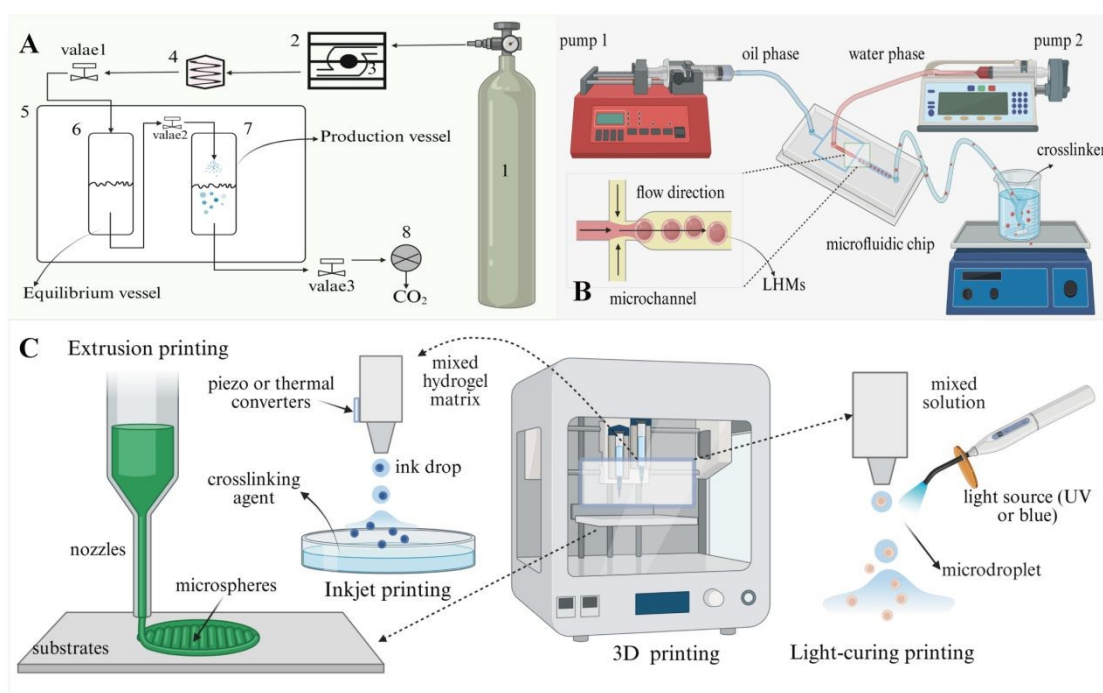 A
valae1
4
2
3
5
6
valae2
7
Production vessel
1
8
Equilibrium vessel
valae3
CO2
pump 1
oil phase
water phase
pump 2
crosslinker
flow direction
microfluidic chip
B
microchannel
LHMs
C
Extrusion printing
piezo or thermal
converters
mixed
hydrogel
matrix
ink drop
crosslinking
agent
nozzles
microspheres
substrates
Inkjet printing
3D printing
mixed
solution
light source (UV
or blue)
microdroplet
Light-curing printing